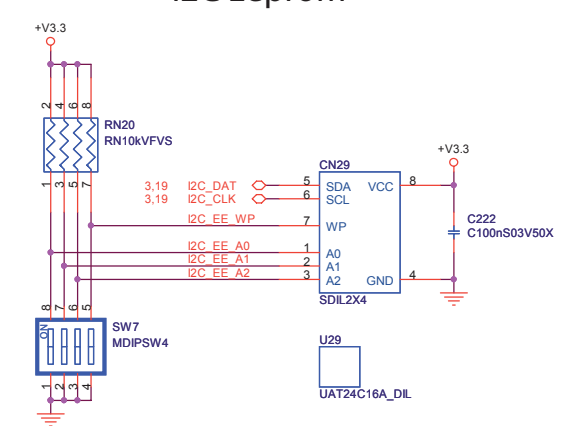 I2C Eeprom
+V3.3
2 4 6 8
RN20
RN10kVFVS
1 3 5 7
3,19 I2C_DAT 5 SDA
3,19 I2C_CLK 6 SCL
I2C_EE_WP 7 WP
I2C_EE_A0 1 A0
I2C_EE_A1 2 A1
I2C_EE_A2 3 A2
CN29
VCC 8
GND 4
SDIL2X4
+V3.3
C222
C100nS03V50X
8 7 6 5
ON
SW7
MDIPSW4
1 2 3 4
U29
UAT24C16A_DIL